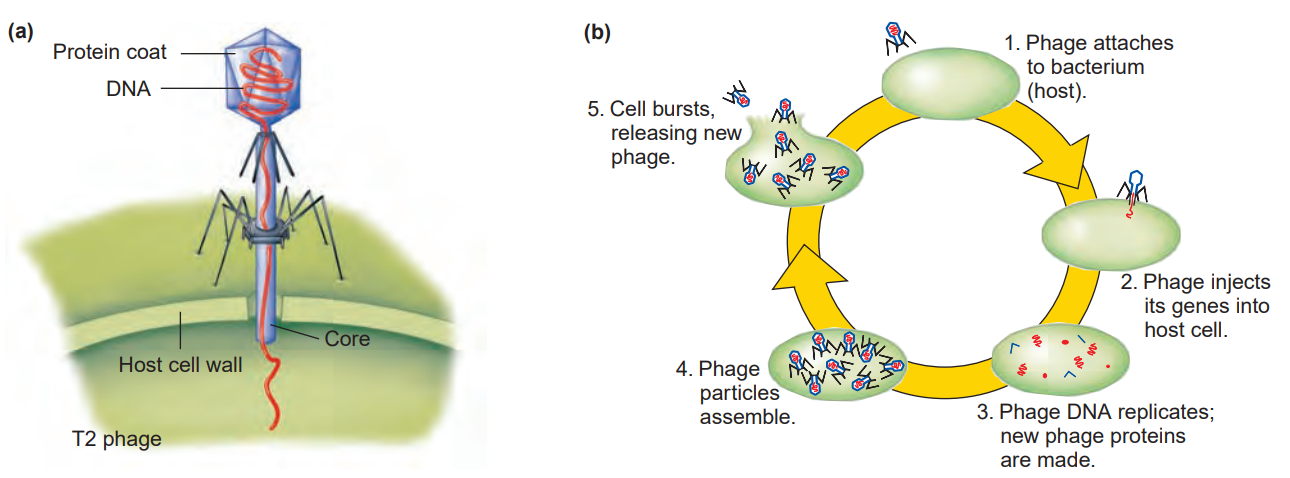 (a)
Protein coat
DNA
Host cell wall
Core
T2 phage
(b)
1. Phage attaches
to bacterium
(host).
2. Phage injects
its genes into
host cell.
3. Phage DNA replicates;
new phage proteins
are made.
4. Phage
particles
assemble.
5. Cell bursts,
releasing new
phage.